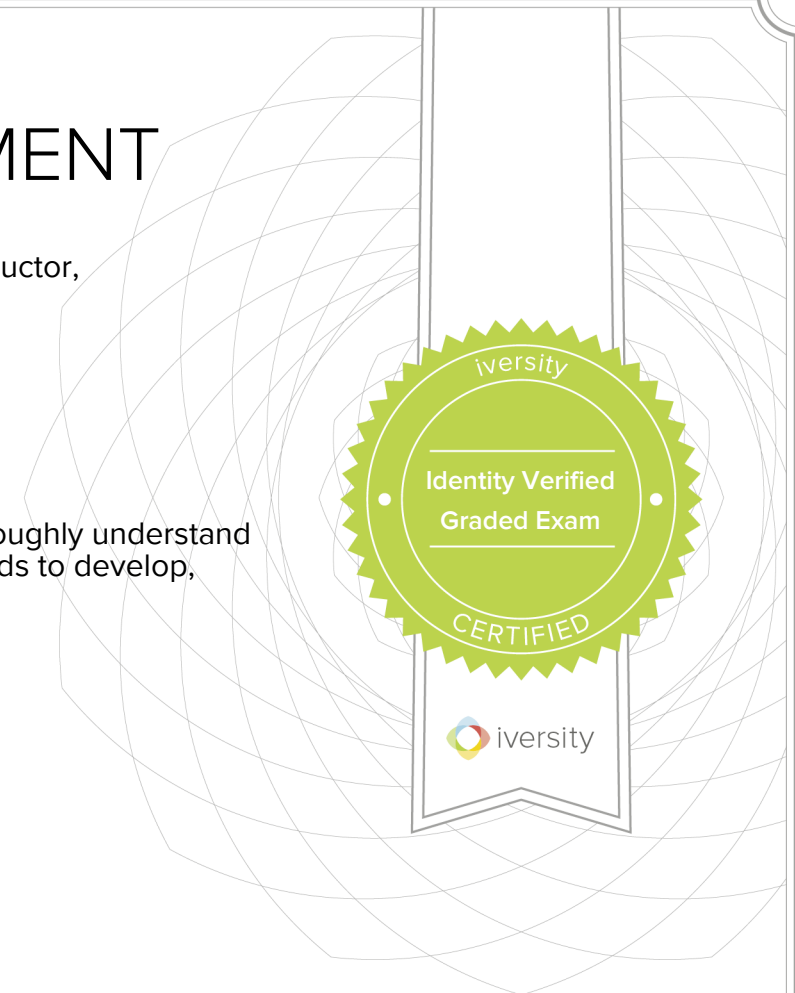 MENT
uctor,
oughly understand
ds to develop,
iversity
Identity Verified
Graded Exam
CERTIFIED
iversity